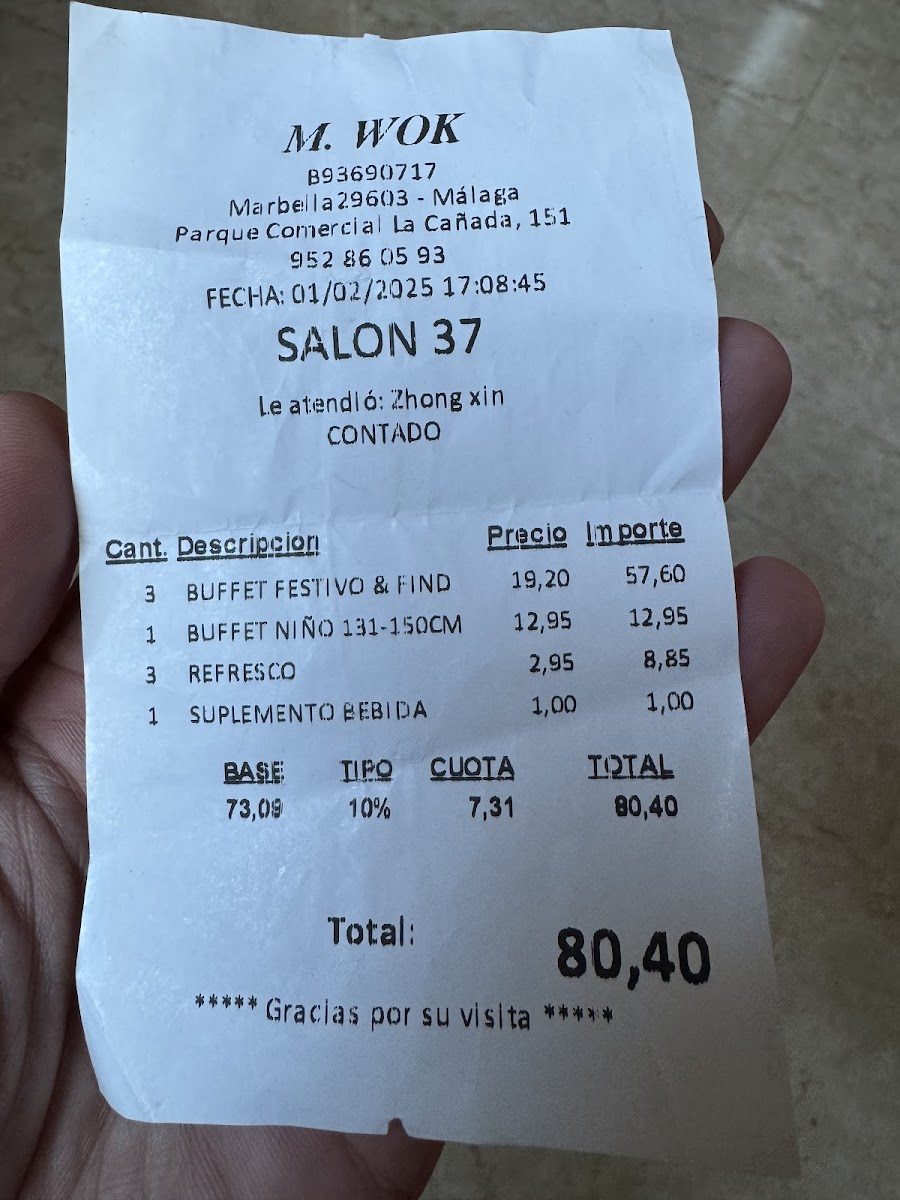 M. WOK
B93690717
Marbella29603 - Málaga
Parque Comercial La Cañada, 151
952 86 05 93
FECHA: 01/02/2025 17:08:45
SALON 37
Le atendió: Zhong xin
CONTADO
Cant. Descripcion Precio Importe
3 BUFFET FESTIVO & FIND 19,20 57,60
1 BUFFET NIÑO 131-150CM 12,95 12,95
3 REFRESCO 2,95 8,85
1 SUPLEMENTO BEBIDA 1,00 1,00
BASE TIPO CUOTA TOTAL
73,09 10% 7,31 80,40
Total: 80,40
***** Gracias por su visita *****